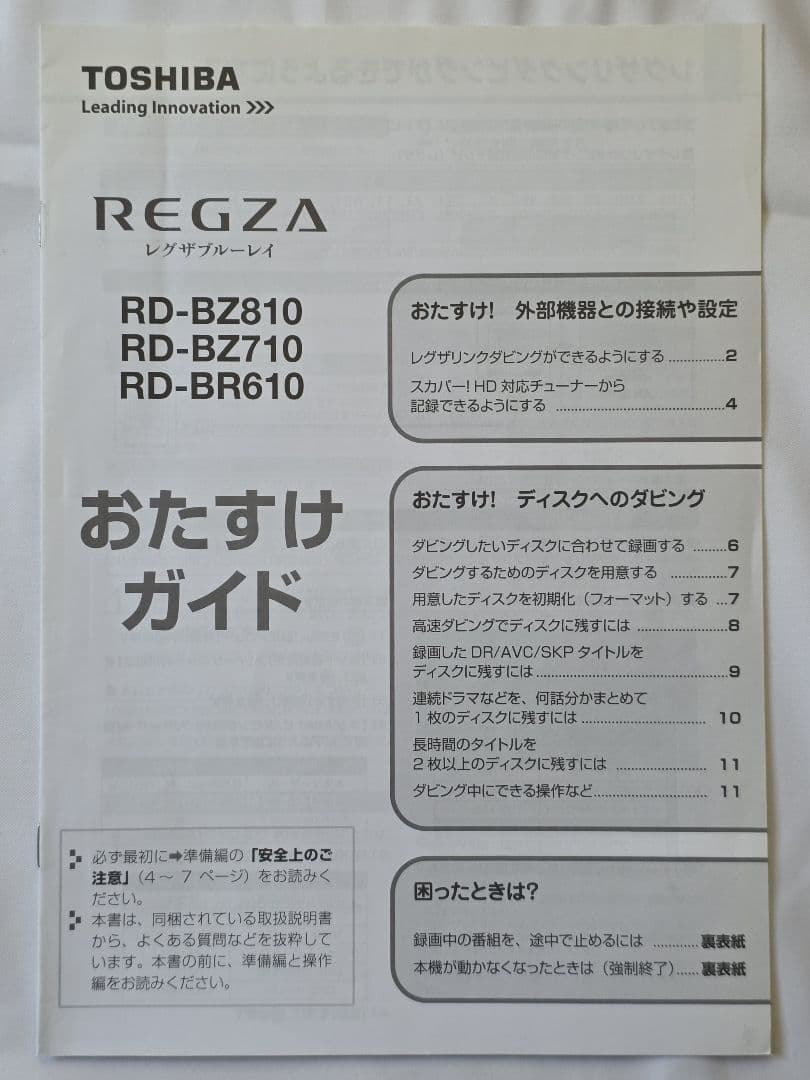 TOSHIBA
Leading Innovation >>>
REGZA
レグザブルーレイ
RD-BZ810
RD-BZ710
RD-BR610
おたすけ
ガイド
必ず最初に➡準備編の「安全上のご
注意」（4～7ページ）をお読みく
ださい。
本書は、同梱されている取扱説明書
から、よくある質問などを抜粋して
います。本書の前に、準備編と操作
編をお読みください。
おたすけ！ 外部機器との接続や設定
レグザリンクダビングができるようにする ..............2
スカパー！HD対応チューナーから
記録できるようにする ..........................................4
おたすけ！ ディスクへのダビング
ダビングしたいディスクに合わせて録画する .........6
ダビングするためのディスクを用意する ..............7
用意したディスクを初期化（フォーマット）する ...7
高速ダビングでディスクに残すには .......................8
録画したDR/AVC/SKPタイトルを
ディスクに残すには................................................9
連続ドラマなどを、何話分かまとめて
1枚のディスクに残すには ............................... 10
長時間のタイトルを
2枚以上のディスクに残すには ....................... 11
ダビング中にできる操作など............................ 11
困ったときは？
録画中の番組を、途中で止めるには ...........裏表紙
本機が動かなくなったときは（強制終了）.....裏表紙